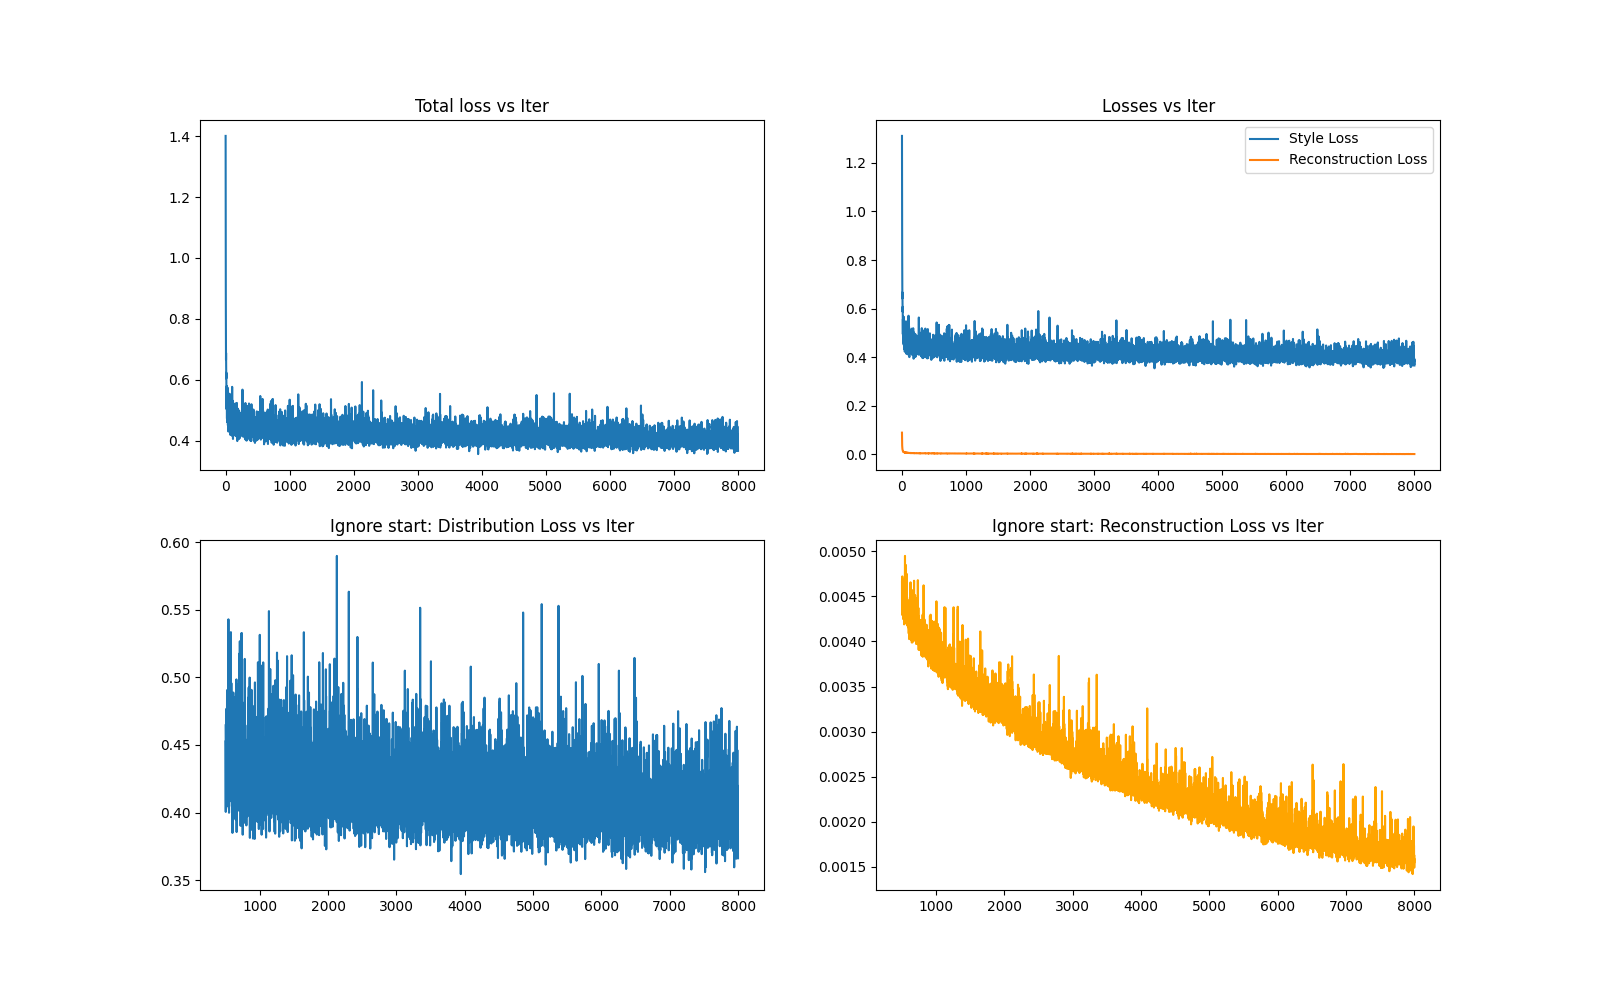 Total loss vs Iter
1.4
1.2
1.0
0.8
0.6
0.4
0 1000 2000 3000 4000 5000 6000 7000 8000
Losses vs Iter
Style Loss
Reconstruction Loss
1.2
1.0
0.8
0.6
0.4
0.2
0.0
0 1000 2000 3000 4000 5000 6000 7000 8000
Ignore start: Distribution Loss vs Iter
0.60
0.55
0.50
0.45
0.40
0.35
1000 2000 3000 4000 5000 6000 7000 8000
Ignore start: Reconstruction Loss vs Iter
0.0050
0.0045
0.0040
0.0035
0.0030
0.0025
0.0020
0.0015
1000 2000 3000 4000 5000 6000 7000 8000